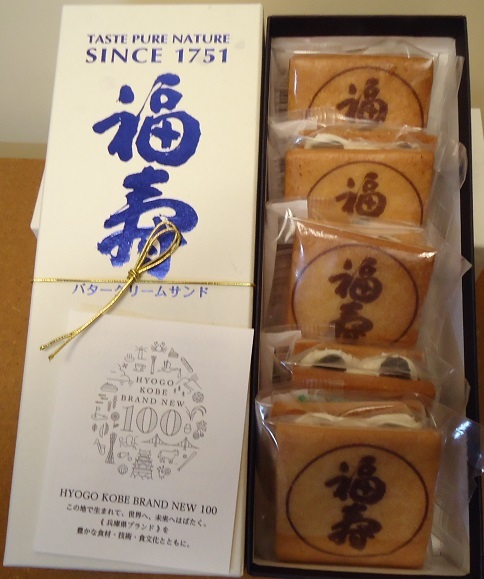 TASTE PURE NATURE
SINCE 1751
福寿
バタークリームサンド
HYOGO
KOBE
BRAND NEW
100
HYOGO KOBE BRAND NEW 100
この地で生まれて、世界へ、未来へはばたく。
《兵庫県ブランド》を
豊かな食材・技術・食文化とともに。
福
福
福寿
福寿